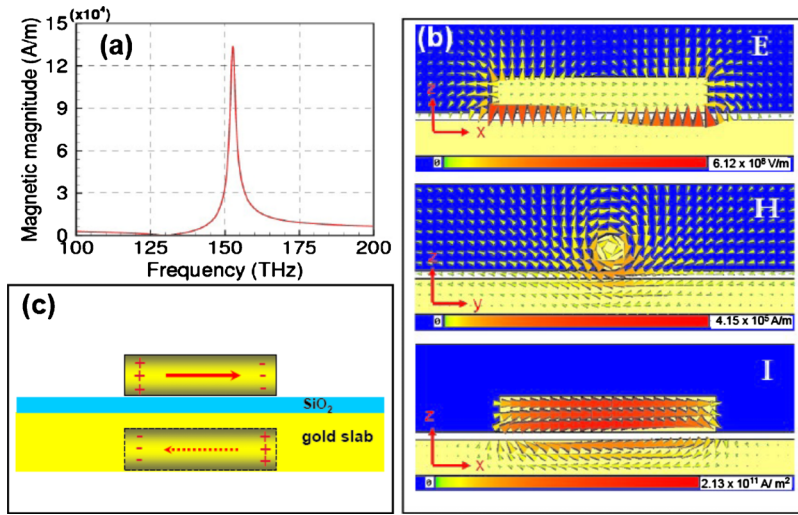 ×10⁴
(a)
Magnetic magnitude (A/m)
15
12
9
6
3
0
100
125
150
175
200
Frequency (THz)
(b)
E
z
x
0
6.12 x 10⁸ V/m
H
z
y
0
4.15 x 10⁵ A/m
I
z
x
0
2.13 x 10¹¹ A/ m²
(c)
+ -
+ -
+ -
SiO₂
gold slab
- +
- +
- +